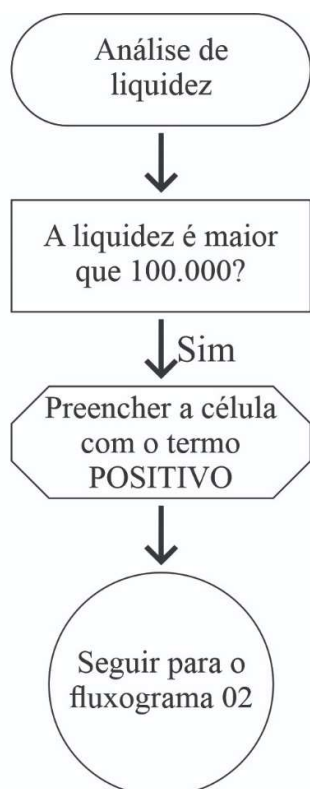 Análise de
liquidez
A liquidez é maior
que 100.000?
Sim
Preencher a célula
com o termo
POSITIVO
Seguir para o
fluxograma 02